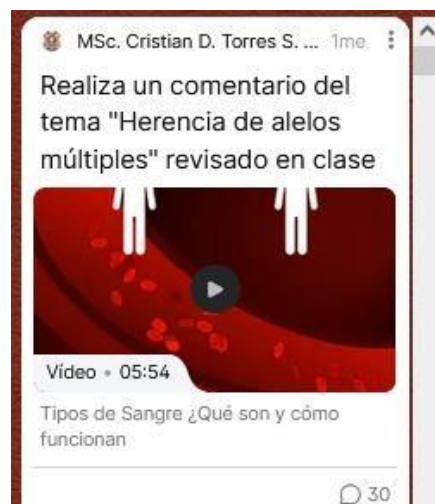 MSc. Cristian D. Torres S. ... 1me
Realiza un comentario del
tema "Herencia de alelos
múltiples" revisado en clase
Vídeo • 05:54
Tipos de Sangre ¿Qué son y cómo
funcionan
30